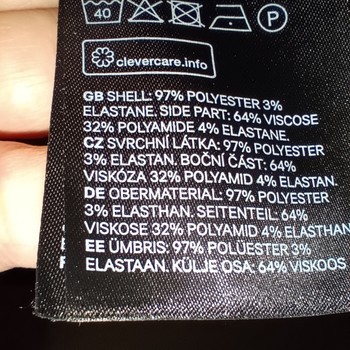 40
P
clevercare.info
GB SHELL: 97% POLYESTER 3%
ELASTANE. SIDE PART: 64% VISCOSE
32% POLYAMIDE 4% ELASTANE.
CZ SVRCHNÍ LÁTKA: 97% POLYESTER
3% ELASTAN. BOČNÍ ČÁST: 64%
VISKÓZA 32% POLYAMID 4% ELASTAN.
DE OBERMATERIAL: 97% POLYESTER
3% ELASTHAN. SEITENTEIL: 64%
VISKOSE 32% POLYAMID 4% ELASTHAN
EE ÜMBRIS: 97% POLÜESTER 3%
ELASTAAN. KÜLJE OSA: 64% VISKOOS